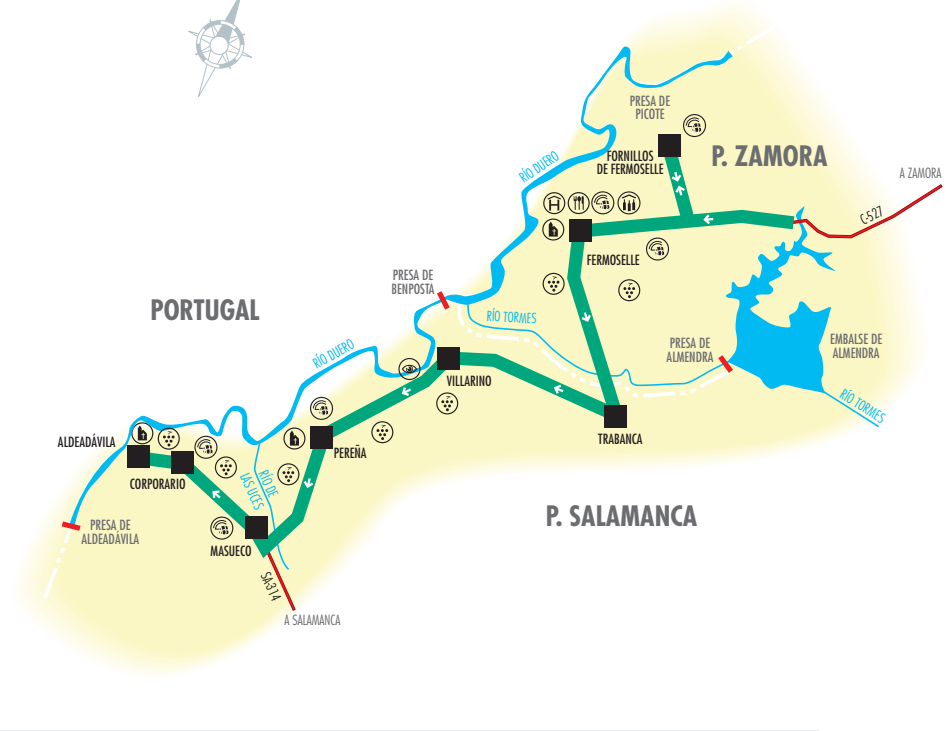 PRESA DE
PICOTE
FORNILLOS
DE FERMOSELLE
P. ZAMORA
A ZAMORA
C-527
RÍO DUERO
FERMOSELLE
PRESA DE
BENPOSTA
PORTUGAL
RÍO TORMES
PRESA DE
ALMENDRA
EMBALSE DE
ALMENDRA
RÍO TORMES
RÍO DUERO
VILLARINO
TRABANCA
ALDEADÁVILA
PEREÑA
CORPORARIO
RÍO DE
LAS UCES
P. SALAMANCA
PRESA DE
ALDEADÁVILA
MASUECO
SA-314
A SALAMANCA